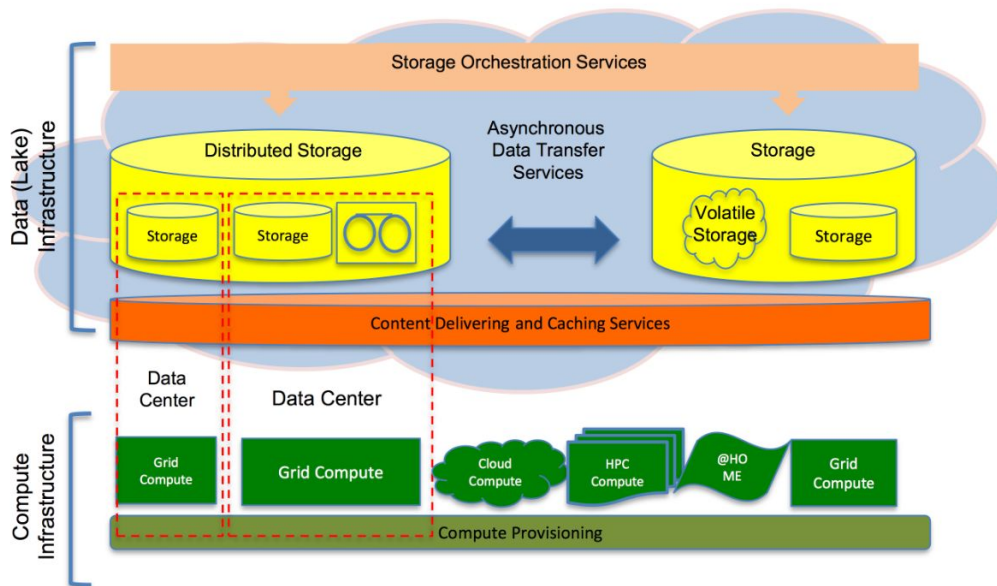 Data (Lake)
Infrastructure
Storage Orchestration Services
Distributed Storage
Asynchronous
Data Transfer
Services
Storage
Storage
Storage
Volatile
Storage
Storage
Content Delivering and Caching Services
Data
Center
Data Center
Compute
Infrastructure
Grid
Compute
Grid Compute
Cloud
Compute
HPC
Compute
@HO
ME
Grid
Compute
Compute Provisioning